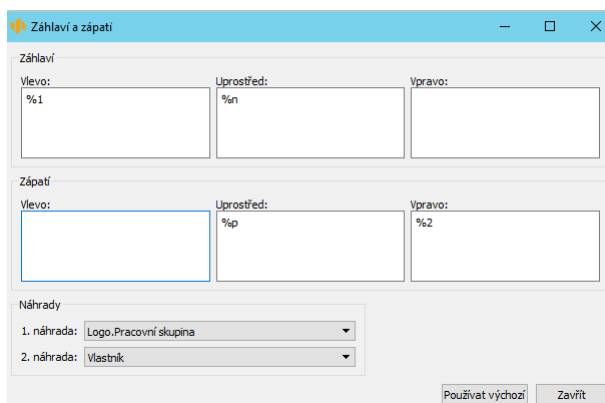 Záhlaví a zápatí
Záhlaví
Vlevo: Uprostřed: Vpravo:
%1 %n
Zápatí
Vlevo: Uprostřed: Vpravo:
%p %2
Náhrady
1. náhrada: Logo.Pracovní skupina
2. náhrada: Vlastník
Používat výchozí Zavřít